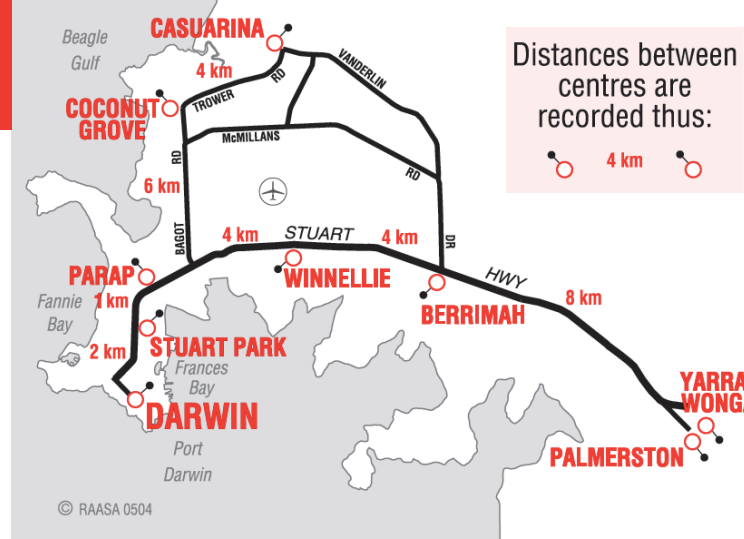 CASUARINA
Beagle
Gulf
4 km
TROWER
RD
VANDERLIN
Distances between
centres are
recorded thus:
4 km
COCONUT
GROVE
McMILLANS
RD
RD
6 km
BAGOT
4 km
STUART
4 km
DR
HWY
PARAP
WINNELLIE
1 km
BERRIMAH
8 km
Fannie
Bay
2 km
STUART PARK
Frances
Bay
DARWIN
YARRA
Port
Darwin
PALMERSTON
© RAASA 0504